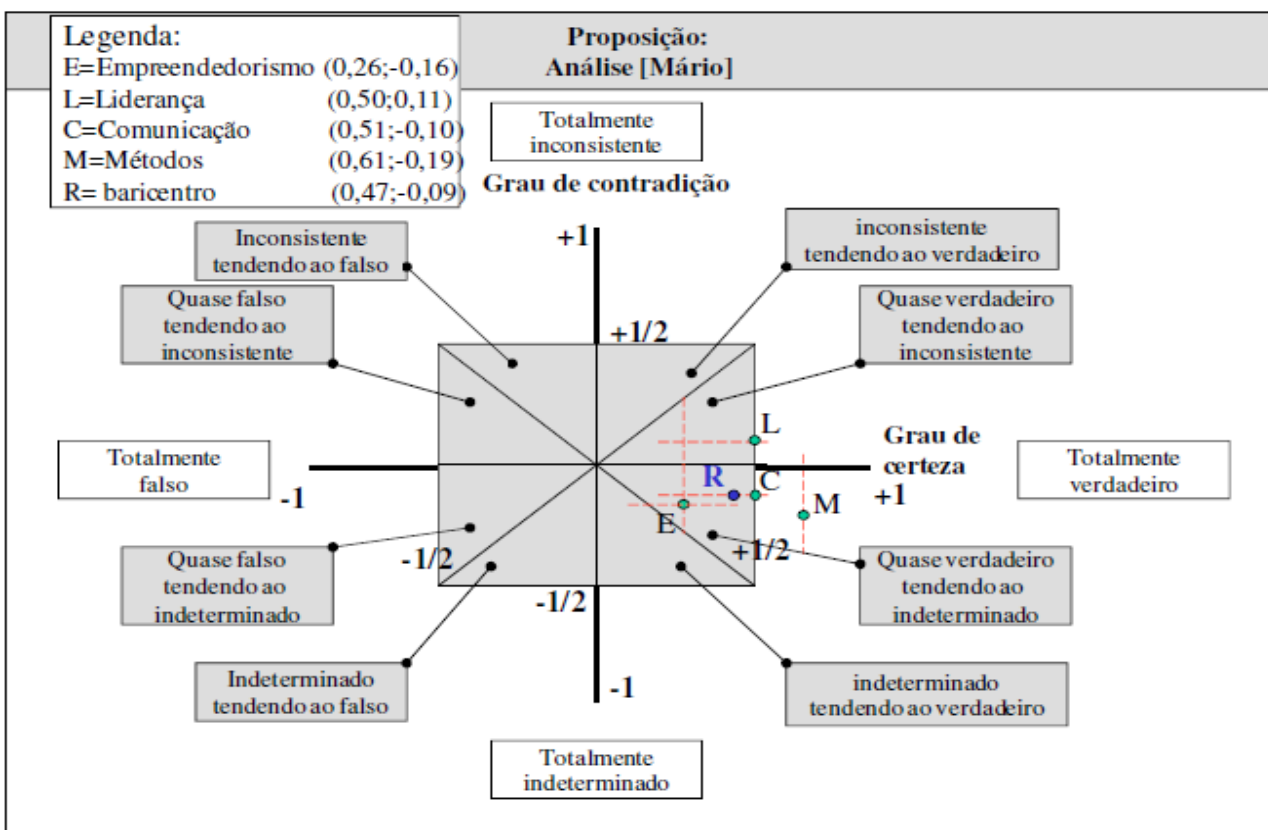 Legenda:
E=Empreendedorismo (0,26;-0,16)
L=Liderança (0,50;0,11)
C=Comunicação (0,51;-0,10)
M=Métodos (0,61;-0,19)
R= baricentro (0,47;-0,09)
Proposição:
Análise [Mário]
Totalmente
inconsistente
Grau de contradição
Inconsistente
tendendo ao falso
+1
inconsistente
tendendo ao verdadeiro
Quase falso
tendendo ao
inconsistente
+1/2
Quase verdadeiro
tendendo ao
inconsistente
L
Totalmente
falso
-1
Grau de
certeza
+1
Totalmente
verdadeiro
R
C
E
M
Quase falso
tendendo ao
indeterminado
-1/2
+1/2
Quase verdadeiro
tendendo ao
indeterminado
-1/2
Indeterminado
tendendo ao falso
-1
indeterminado
tendendo ao verdadeiro
Totalmente
indeterminado